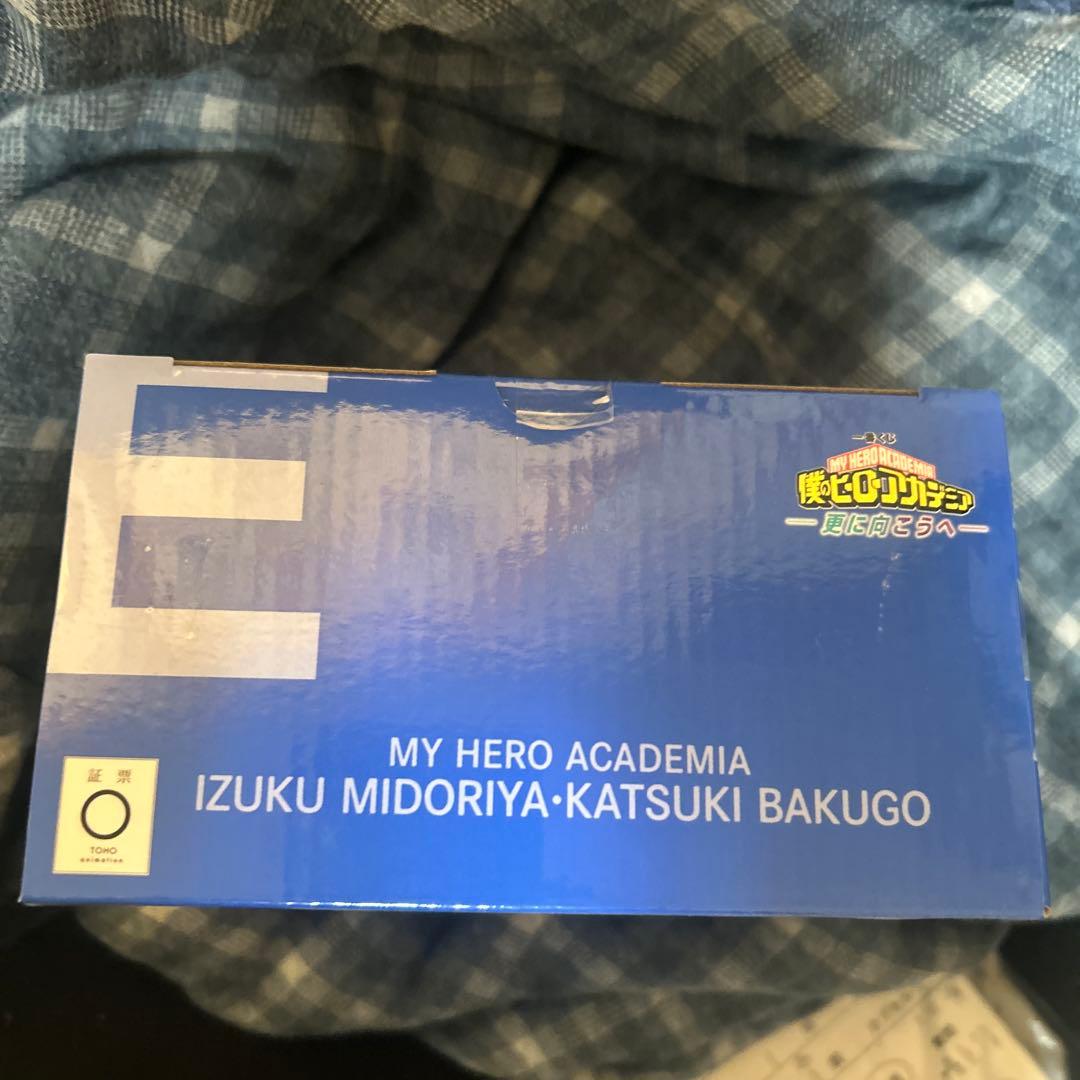 E
一番くじ
MY HERO ACADEMIA
僕のヒーローアカデミア
―更に向こうへ―
MY HERO ACADEMIA
IZUKU MIDORIYA・KATSUKI BAKUGO
証票
TOHO
animation